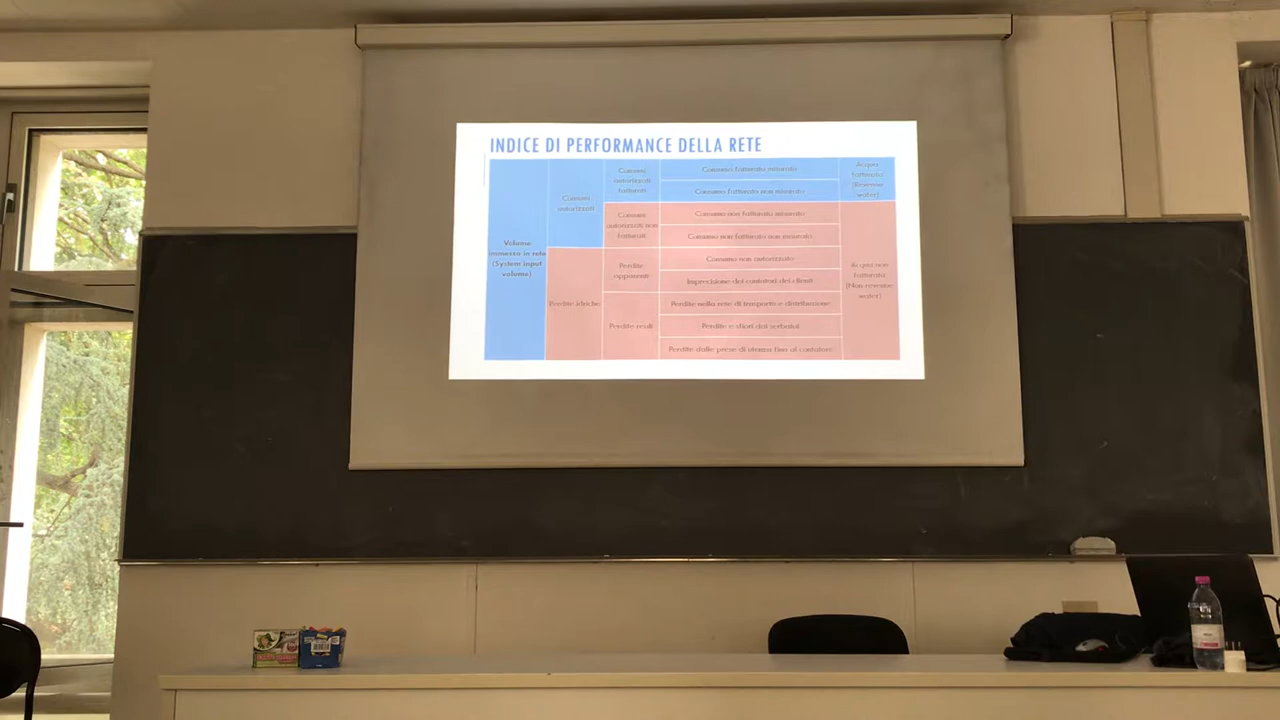 INDICE DI PERFORMANCE DELLA RETE
Volume
immesso in rete
(System input
volume)
Consumi
autorizzati
Consumi
autorizzati
fatturati
Consumo fatturato misurato
Consumo fatturato non misurato
Acqua
fatturata
(Revenue
water)
Consumi
autorizzati non
fatturati
Consumo non fatturato misurato
Consumo non fatturato non misurato
Perdite idriche
Perdite
apparenti
Consumo non autorizzato
Imprecisione dei contatori dei clienti
Perdite reali
Perdite nella rete di trasporto e distribuzione
Perdite e sfiori dai serbatoi
Perdite dalle prese di utenza fino al contatore
Acqua non
fatturata
(Non revenue
water)